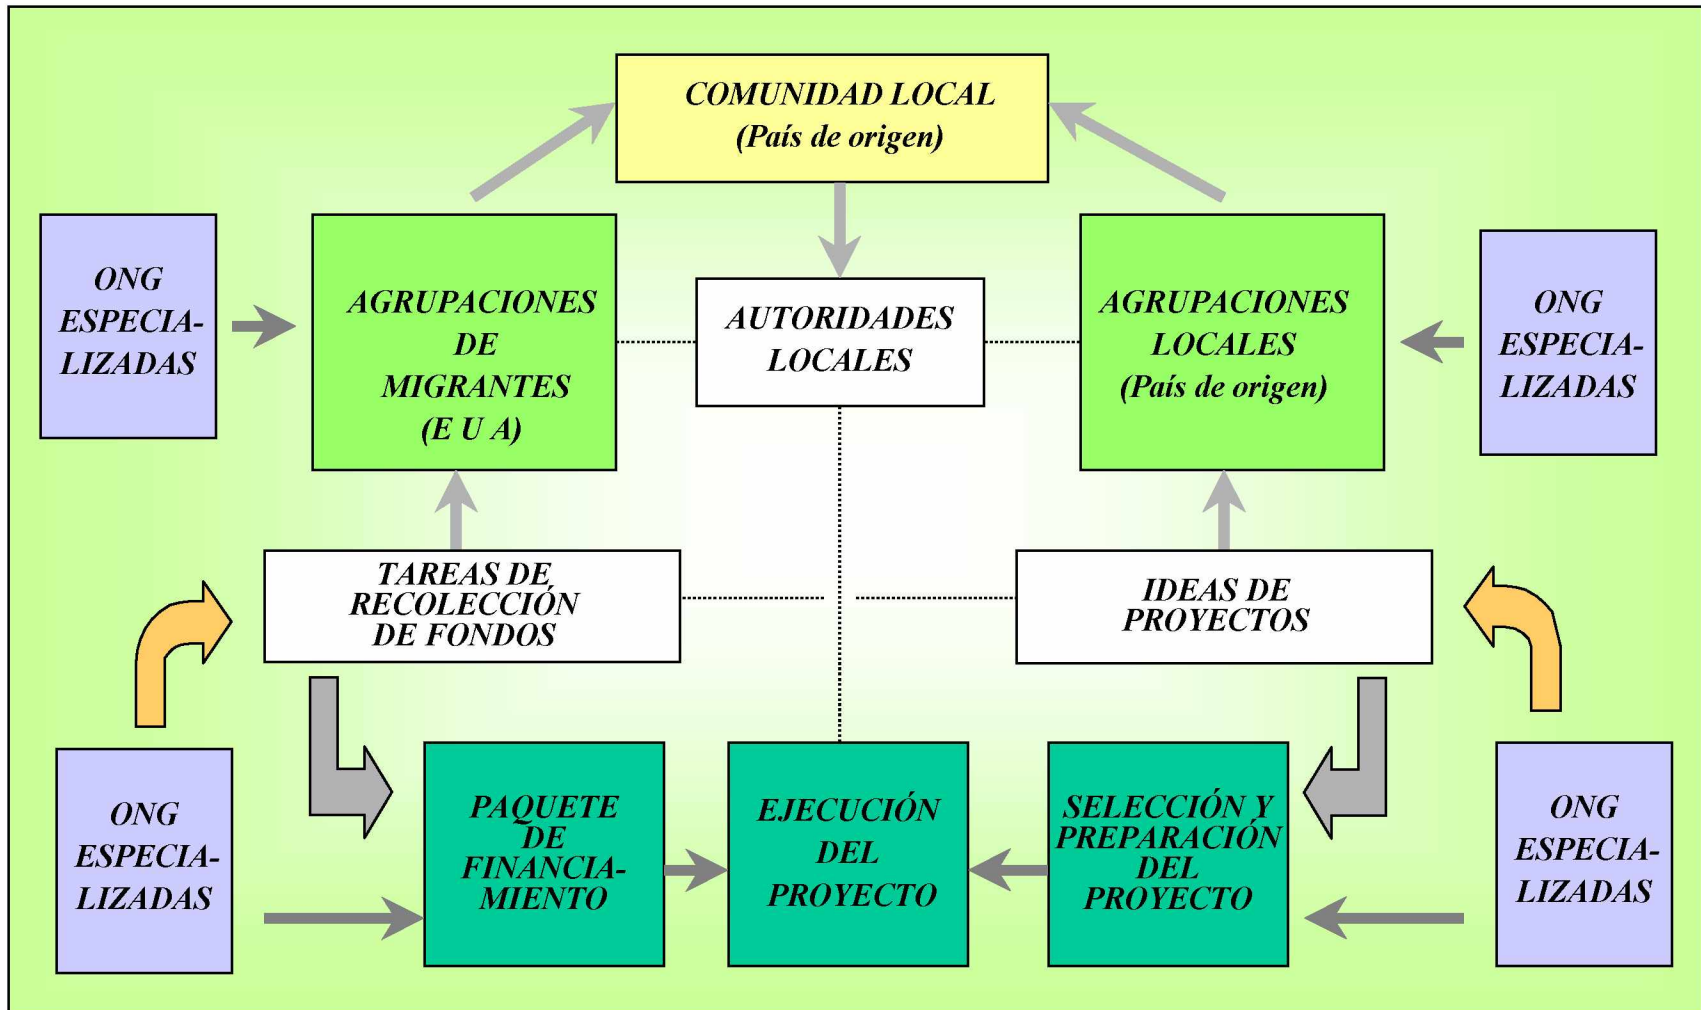 COMUNIDAD LOCAL
(País de origen)
ONG
ESPECIA-
LIZADAS
AGRUPACIONES
DE
MIGRANTES
(E U A)
AUTORIDADES
LOCALES
AGRUPACIONES
LOCALES
(País de origen)
ONG
ESPECIA-
LIZADAS
TAREAS DE
RECOLECCIÓN
DE FONDOS
IDEAS DE
PROYECTOS
ONG
ESPECIA-
LIZADAS
PAQUETE
DE
FINANCIA-
MIENTO
EJECUCIÓN
DEL
PROYECTO
SELECCIÓN Y
PREPARACIÓN
DEL
PROYECTO
ONG
ESPECIA-
LIZADAS